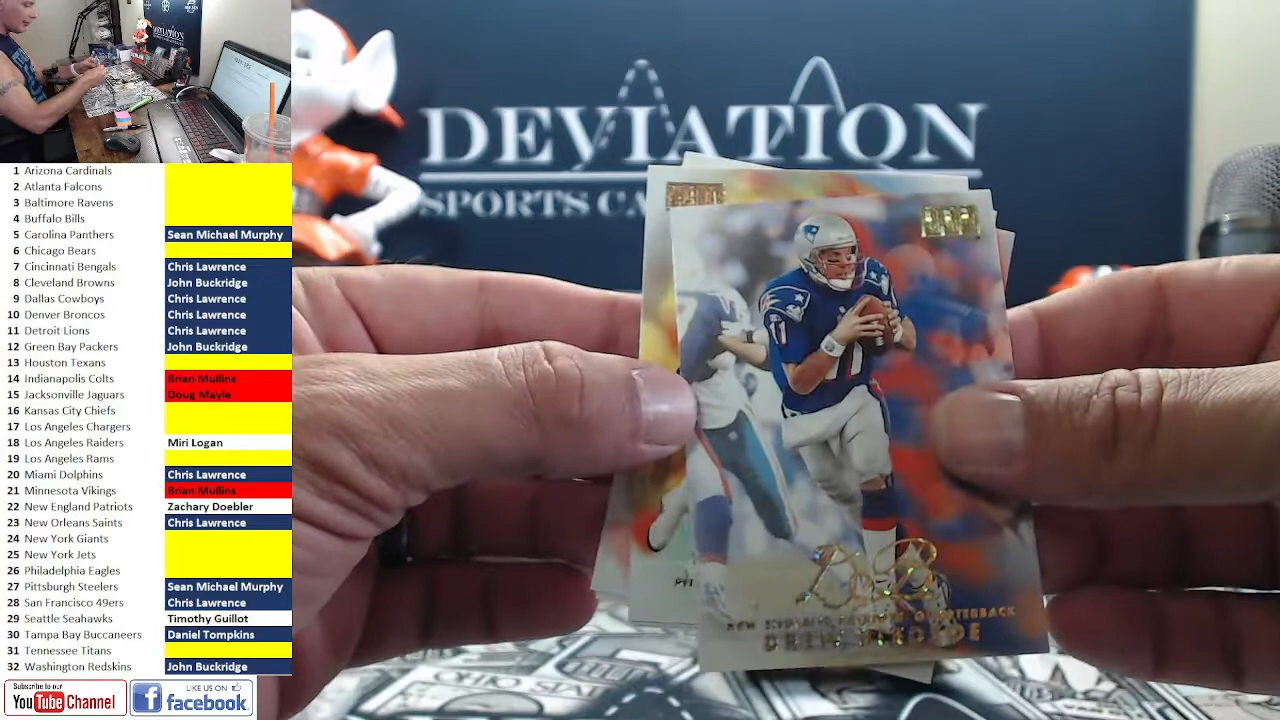 DEVIATION
SPORTS CA
1 Arizona Cardinals
2 Atlanta Falcons
3 Baltimore Ravens
4 Buffalo Bills
5 Carolina Panthers Sean Michael Murphy
6 Chicago Bears
7 Cincinnati Bengals Chris Lawrence
8 Cleveland Browns John Buckridge
9 Dallas Cowboys Chris Lawrence
10 Denver Broncos Chris Lawrence
11 Detroit Lions Chris Lawrence
12 Green Bay Packers John Buckridge
13 Houston Texans
14 Indianapolis Colts Brian Mullins
15 Jacksonville Jaguars Doug Mayle
16 Kansas City Chiefs
17 Los Angeles Chargers
18 Los Angeles Raiders Miri Logan
19 Los Angeles Rams
20 Miami Dolphins Chris Lawrence
21 Minnesota Vikings Brian Mullins
22 New England Patriots Zachary Doebler
23 New Orleans Saints Chris Lawrence
24 New York Giants
25 New York Jets
26 Philadelphia Eagles
27 Pittsburgh Steelers Sean Michael Murphy
28 San Francisco 49ers Chris Lawrence
29 Seattle Seahawks Timothy Guillot
30 Tampa Bay Buccaneers Daniel Tompkins
31 Tennessee Titans
32 Washington Redskins John Buckridge
Subscribe to our
YouTube Channel
LIKE US ON
facebook.
11
QUARTERBACK
DREW BLEDSOE